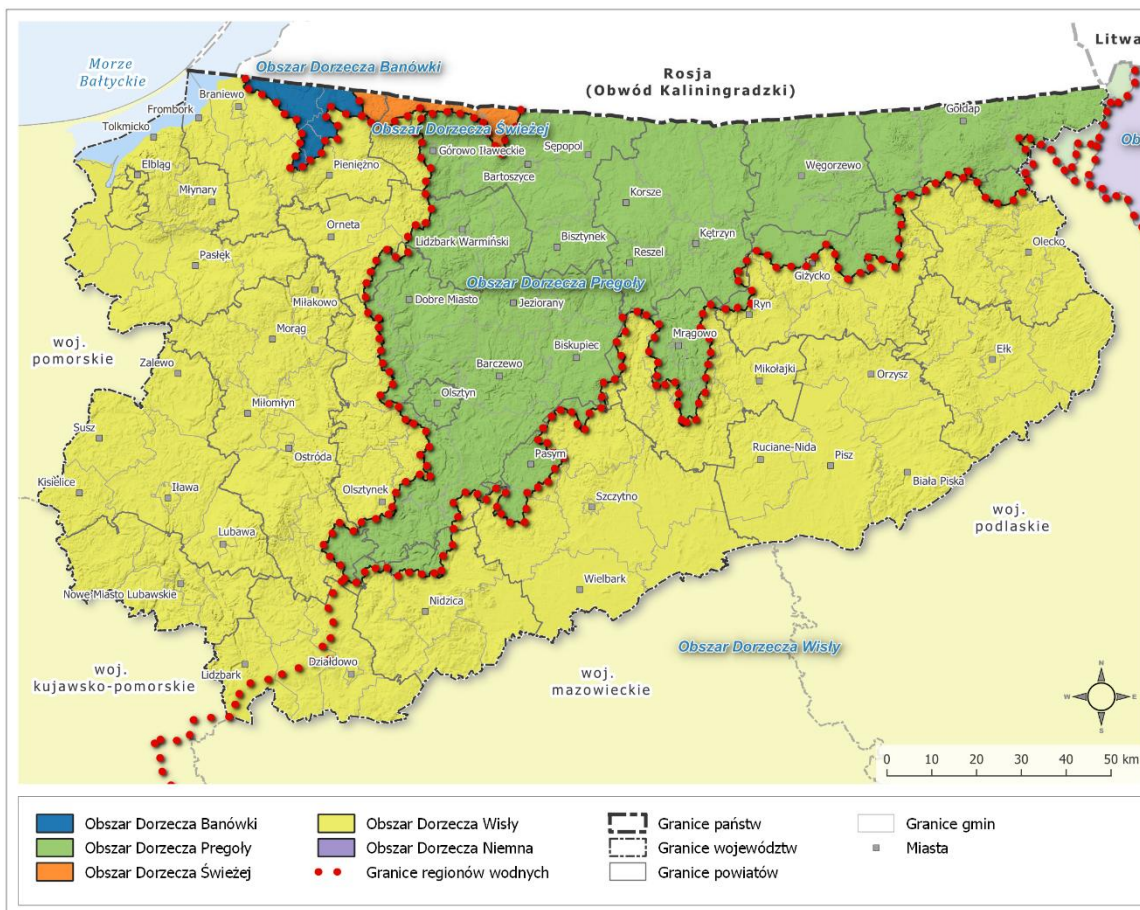 Morze
Bałtyckie
Obszar Dorzecza Banówki
Rosja
(Obwód Kaliningradzki)
Litwa
Braniewo
Frombork
Tolkmicko
Gołdap
Obszar Dorzecza Świeżej
Ob
Górowo Iławeckie
Sępopol
Elbląg
Pieniężno
Bartoszyce
Węgorzewo
Młynary
Korsze
Orneta
Lidzbark Warmiński
Bisztynek
Kętrzyn
Olecko
Pasłęk
Reszel
Giżycko
Obszar Dorzecza Pregoły
Miłakowo
Dobre Miasto
Jeziorany
Ryn
Morąg
Mrągowo
woj.
pomorskie
Biskupiec
Ełk
Zalewo
Barczewo
Mikołajki
Orzysz
Olsztyn
Miłomłyn
Susz
Ostróda
Pasym
Ruciane-Nida
Pisz
Kisielice
Iława
Olsztynek
Szczytno
Biała Piska
woj.
podlaskie
Lubawa
Nowe Miasto Lubawskie
Wielbark
Nidzica
Obszar Dorzecza Wisły
woj.
kujawsko-pomorskie
Lidzbark
Działdowo
woj.
mazowieckie
N
W
E
S
0 10 20 30 40 50 km
Obszar Dorzecza Banówki
Obszar Dorzecza Wisły
Granice państw
Granice gmin
Obszar Dorzecza Pregoły
Obszar Dorzecza Niemna
Granice województw
Miasta
Obszar Dorzecza Świeżej
Granice regionów wodnych
Granice powiatów